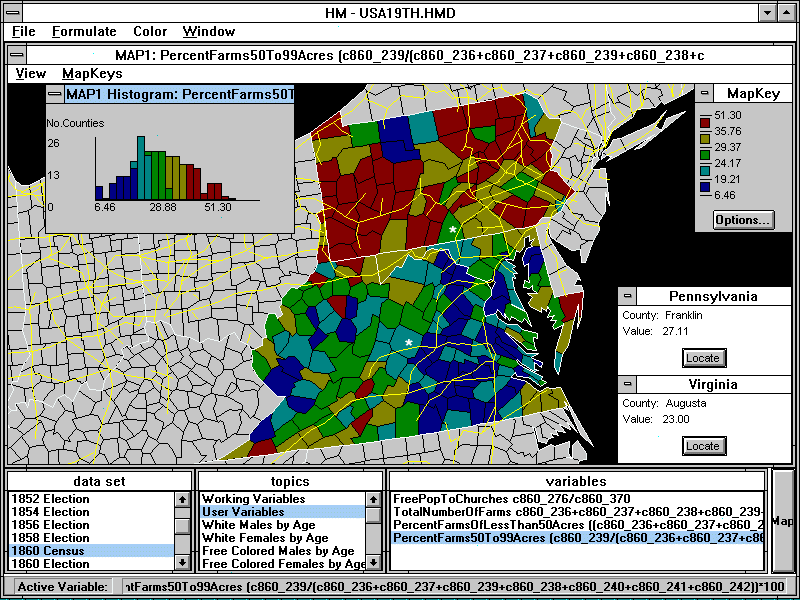 HM - USA19TH.HMD
File Formulate Color Window
MAP1: PercentFarms50To99Acres (c860_239/(c860_236+c860_237+c860_239+c860_238+c
View MapKeys
MAP1 Histogram: PercentFarms50T
No.Counties
26
13
0
6.46 28.88 51.30
MapKey
51.30
35.76
29.37
24.17
19.21
6.46
Options...
*
*
Pennsylvania
County: Franklin
Value: 27.11
Locate
Virginia
County: Augusta
Value: 23.00
Locate
data set
1852 Election
1854 Election
1856 Election
1858 Election
1860 Census
1860 Election
topics
Working Variables
User Variables
White Males by Age
White Females by Age
Free Colored Males by Age
Free Colored Females by Age
variables
FreePopToChurches c860_276/c860_370
TotalNumberOfFarms c860_236+c860_237+c860_238+c860_239+
PercentFarmsOfLessThan50Acres ((c860_236+c860_237+c860_2
PercentFarms50To99Acres (c860_239/(c860_236+c860_237+c86
Map
Active Variable: ntFarms50To99Acres (c860_239/(c860_236+c860_237+c860_239+c860_238+c860_240+c860_241+c860_242))*100